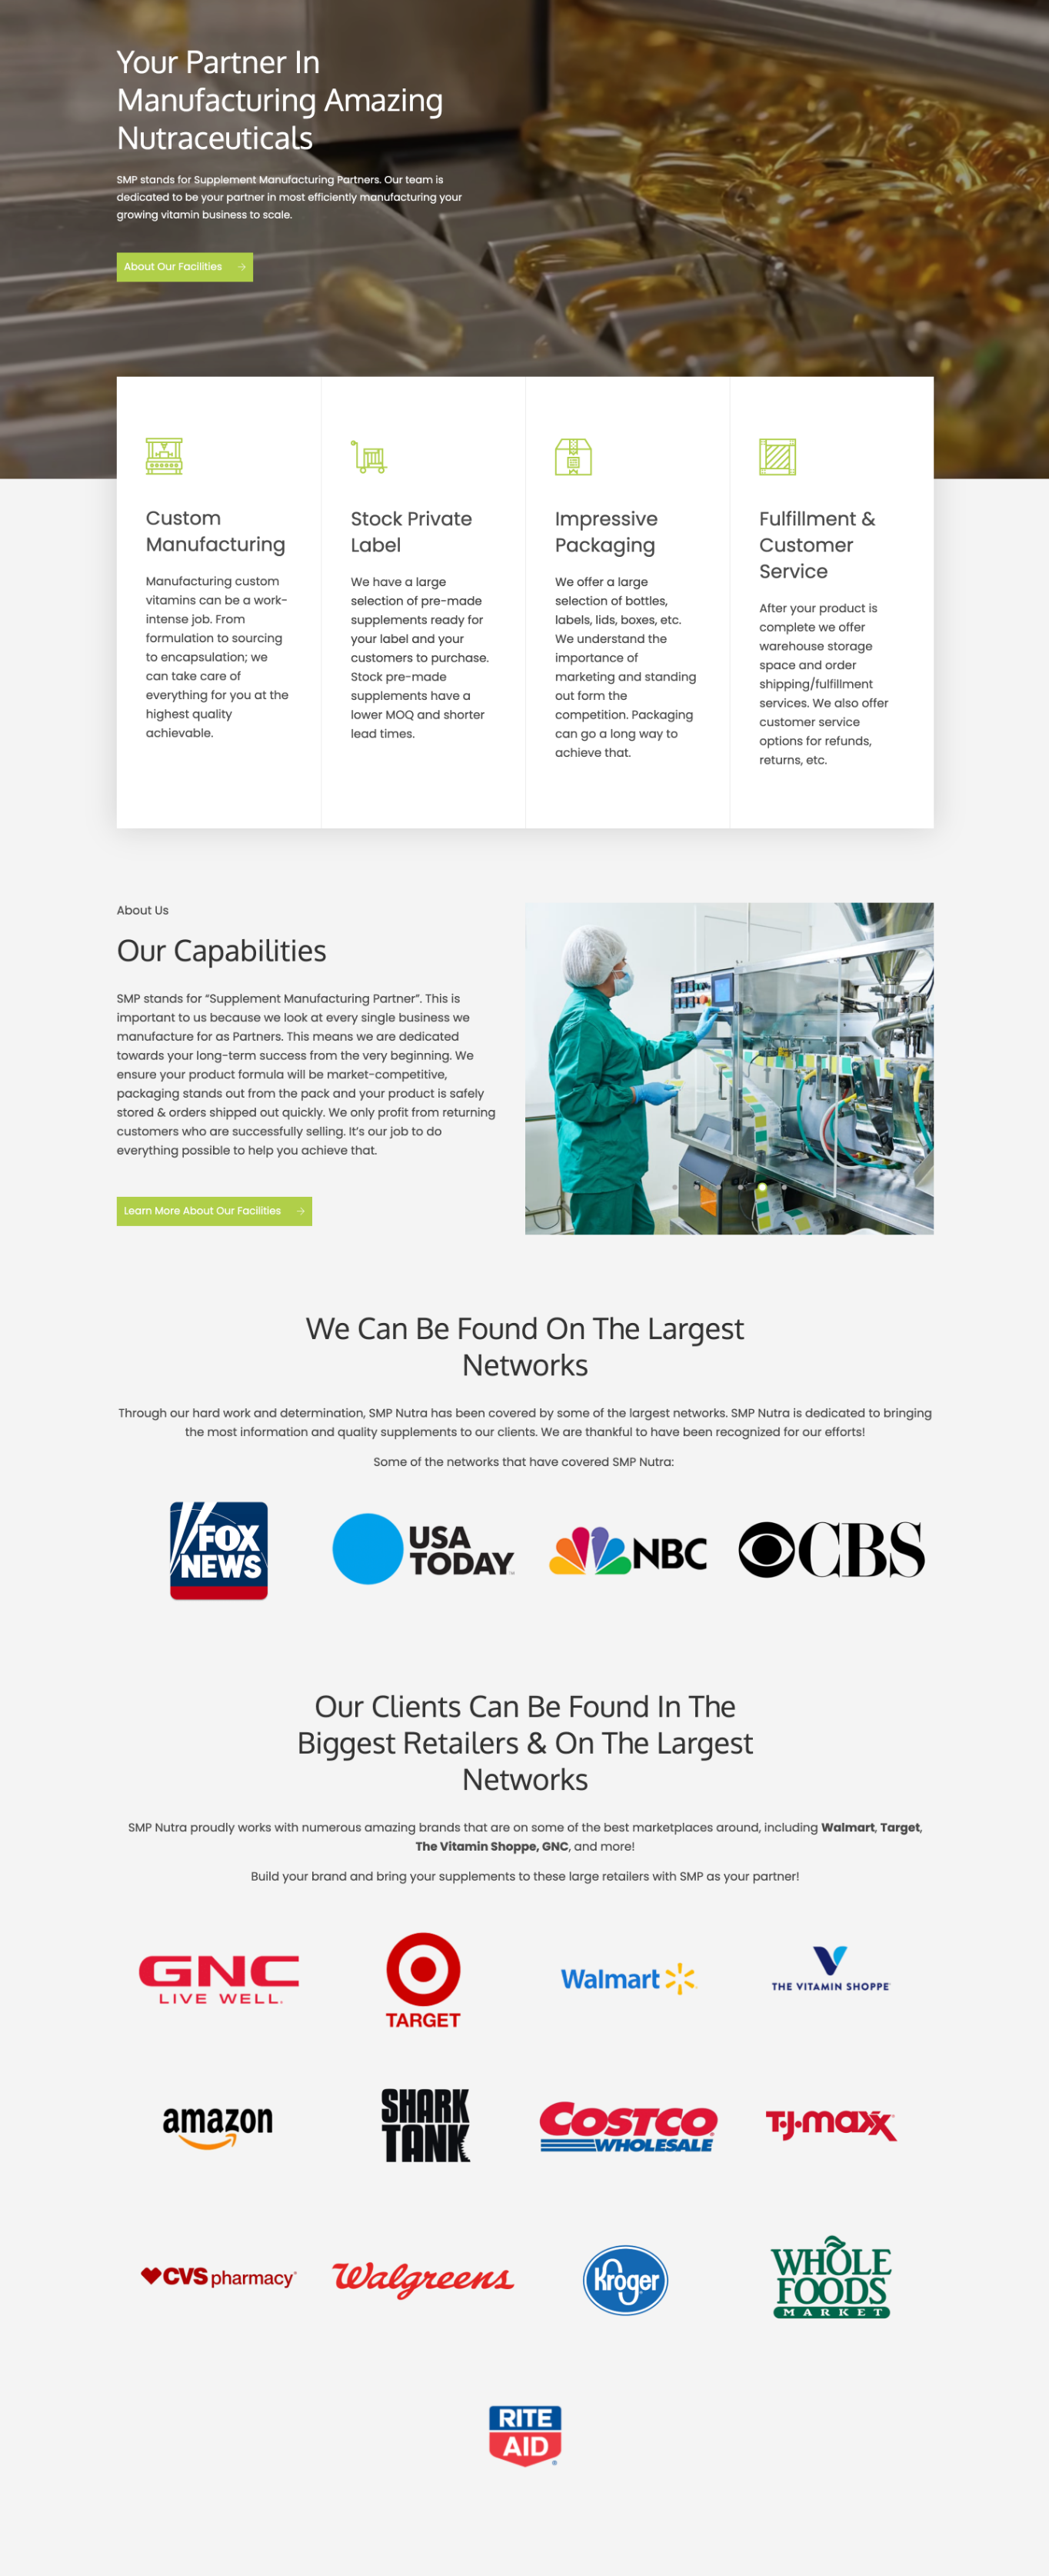 Your Partner In
Manufacturing Amazing
Nutraceuticals
SMP stands for Supplement Manufacturing Partners. Our team is
dedicated to be your partner in most efficiently manufacturing your
growing vitamin business to scale.
About Our Facilities
Custom
Manufacturing
Manufacturing custom
vitamins can be a work-
intense job. From
formulation to sourcing
to encapsulation; we
can take care of
everything for you at the
highest quality
achievable.
Stock Private
Label
We have a large
selection of pre-made
supplements ready for
your label and your
customers to purchase.
Stock pre-made
supplements have a
lower MOQ and shorter
lead times.
Impressive
Packaging
We offer a large
selection of bottles,
labels, lids, boxes, etc.
We understand the
importance of
marketing and standing
out form the
competition. Packaging
can go a long way to
achieve that.
Fulfillment &
Customer
Service
After your product is
complete we offer
warehouse storage
space and order
shipping/fulfillment
services. We also offer
customer service
options for refunds,
returns, etc.
About Us
Our Capabilities
SMP stands for “Supplement Manufacturing Partner”. This is
important to us because we look at every single business we
manufacture for as Partners. This means we are dedicated
towards your long-term success from the very beginning. We
ensure your product formula will be market-competitive,
packaging stands out from the pack and your product is safely
stored & orders shipped out quickly. We only profit from returning
customers who are successfully selling. It’s our job to do
everything possible to help you achieve that.
Learn More About Our Facilities
We Can Be Found On The Largest
Networks
Through our hard work and determination, SMP Nutra has been covered by some of the largest networks. SMP Nutra is dedicated to bringing
the most information and quality supplements to our clients. We are thankful to have been recognized for our efforts!
Some of the networks that have covered SMP Nutra:
FOX
NEWS
USA
TODAY
NBC
CBS
Our Clients Can Be Found In The
Biggest Retailers & On The Largest
Networks
SMP Nutra proudly works with numerous amazing brands that are on some of the best marketplaces around, including Walmart, Target,
The Vitamin Shoppe, GNC, and more!
Build your brand and bring your supplements to these large retailers with SMP as your partner!
GNC
LIVE WELL.
TARGET
Walmart
THE VITAMIN SHOPPE
amazon
SHARK
TANK
COSTCO
WHOLESALE
T·J·maxx
CVS pharmacy
Walgreens
Kroger
WHOLE
FOODS
MARKET
RITE
AID